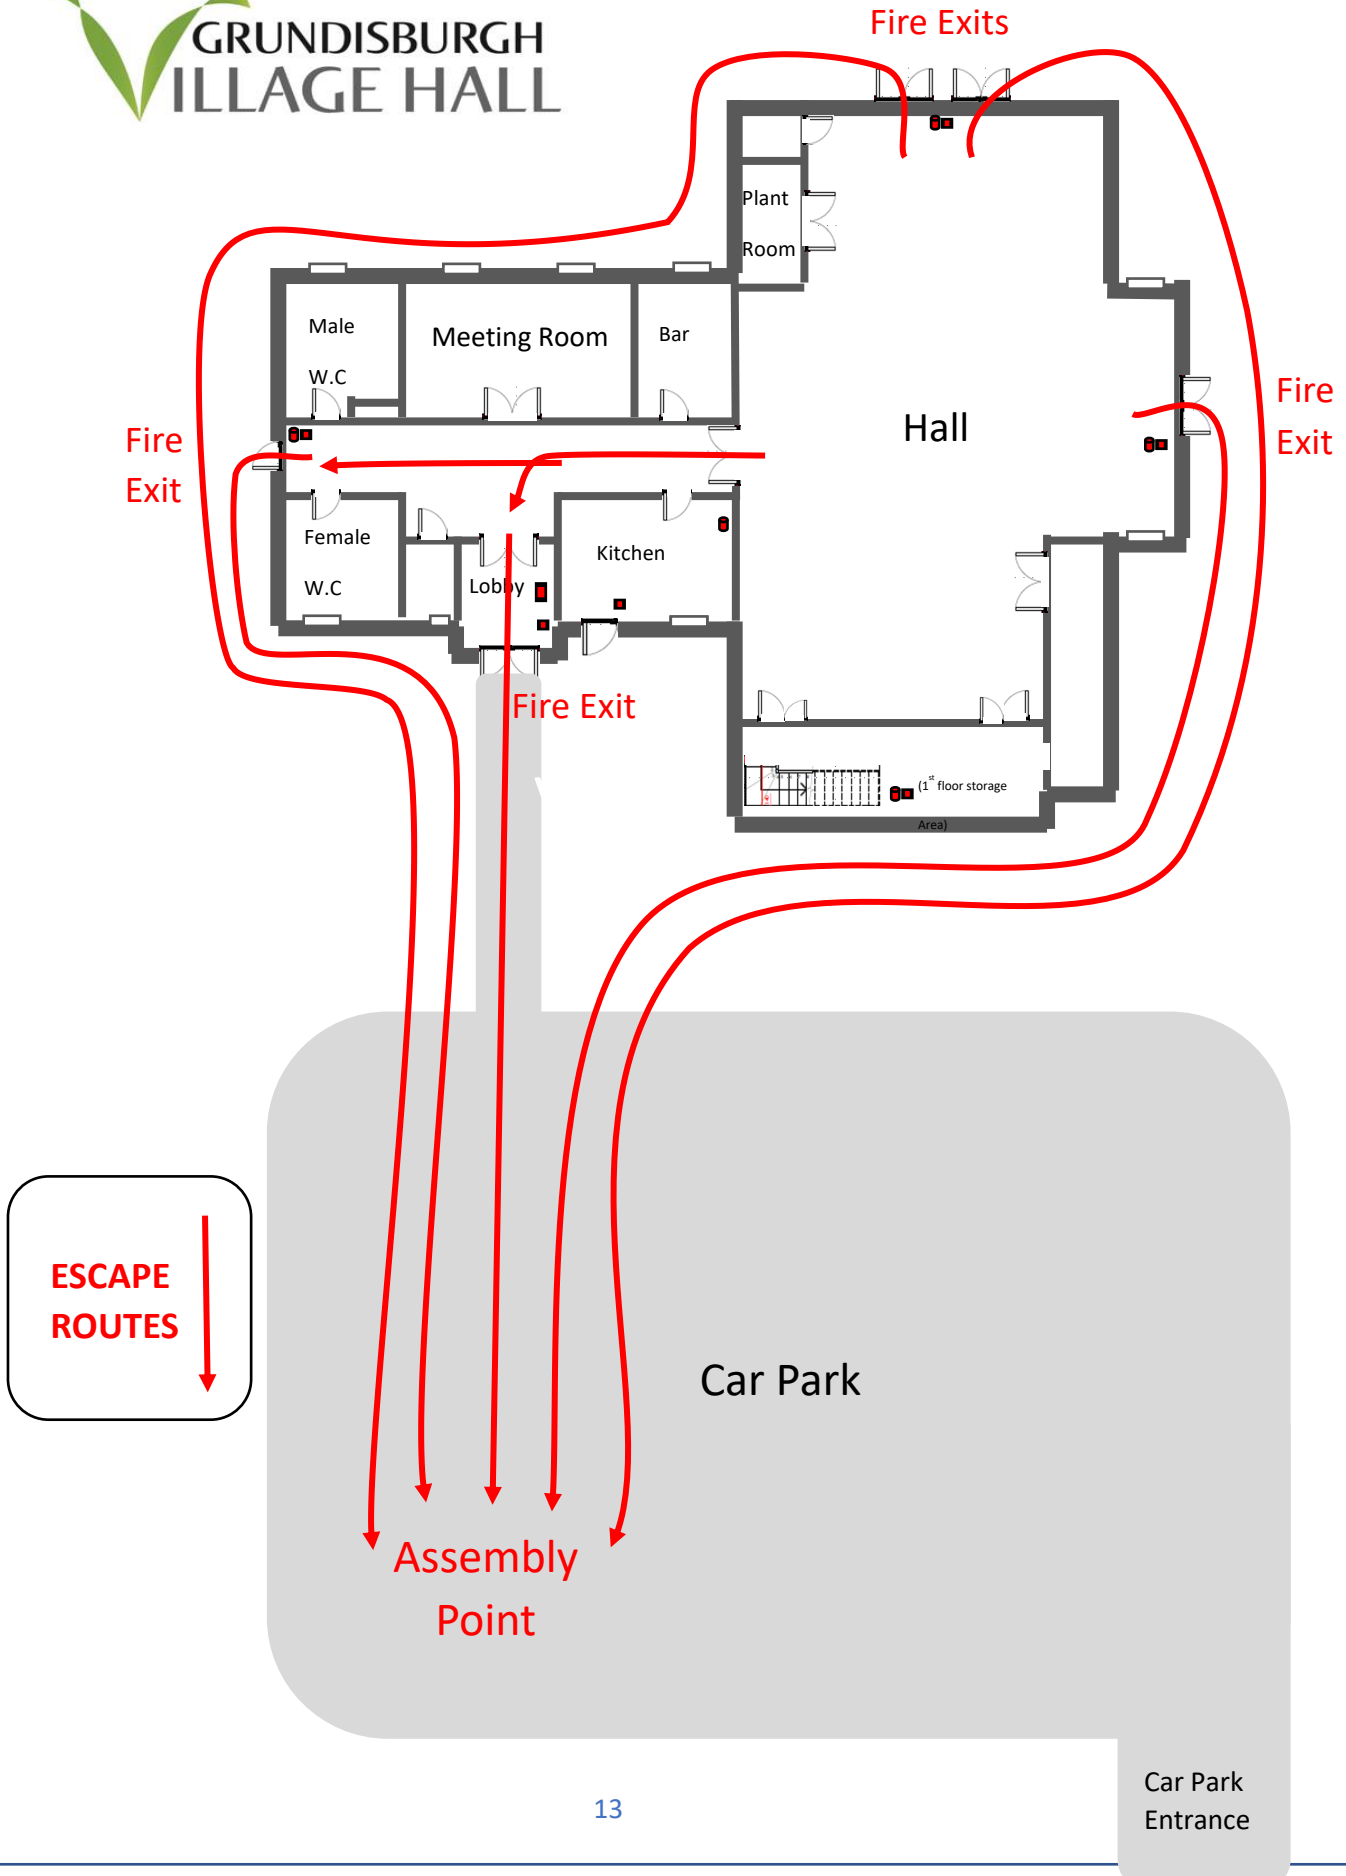 GRUNDISBURGH
VILLAGE HALL
Fire Exits
Plant
Room
Male
W.C
Meeting Room
Bar
Hall
Fire
Exit
Fire
Exit
Female
W.C
Lobby
Kitchen
Fire Exit
(1st floor storage
Area)
ESCAPE
ROUTES
Car Park
Assembly
Point
Car Park
Entrance
13